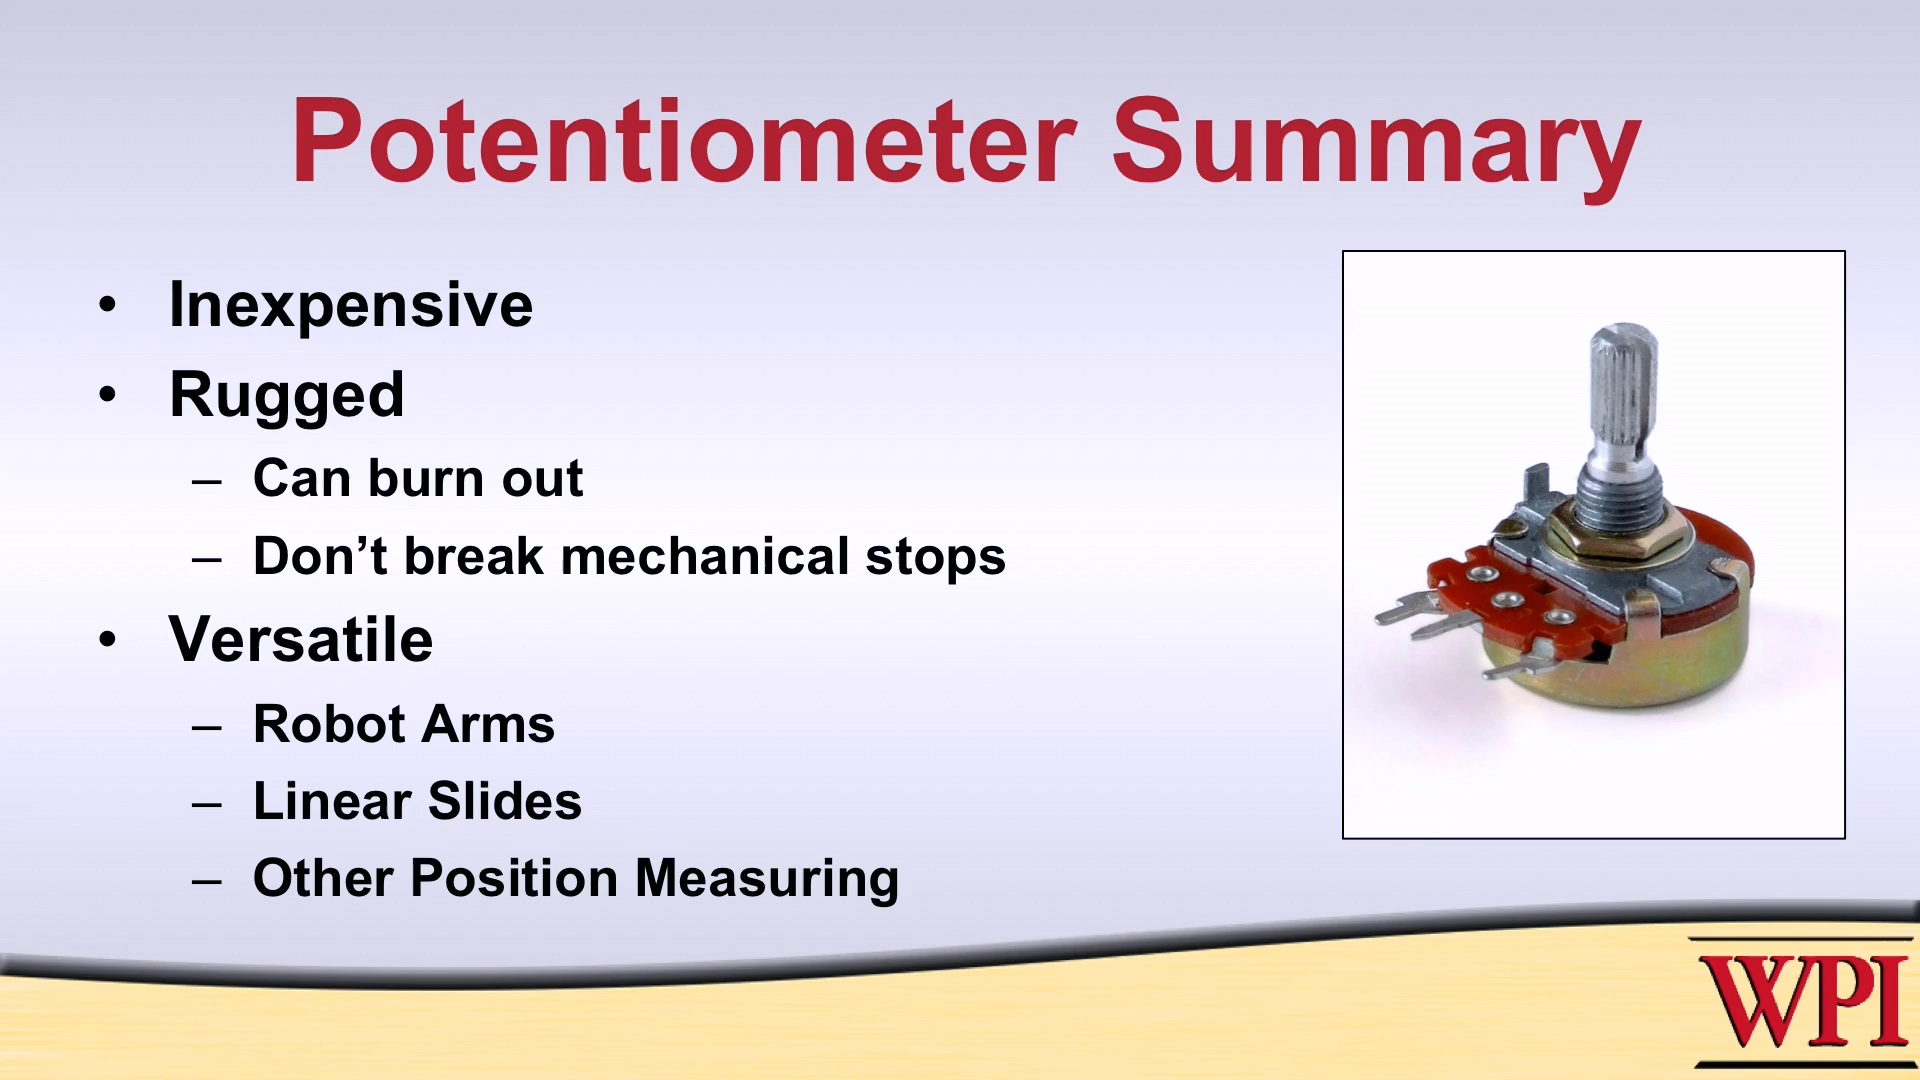 Potentiometer Summary
• Inexpensive
• Rugged
– Can burn out
– Don’t break mechanical stops
• Versatile
– Robot Arms
– Linear Slides
– Other Position Measuring
WPI